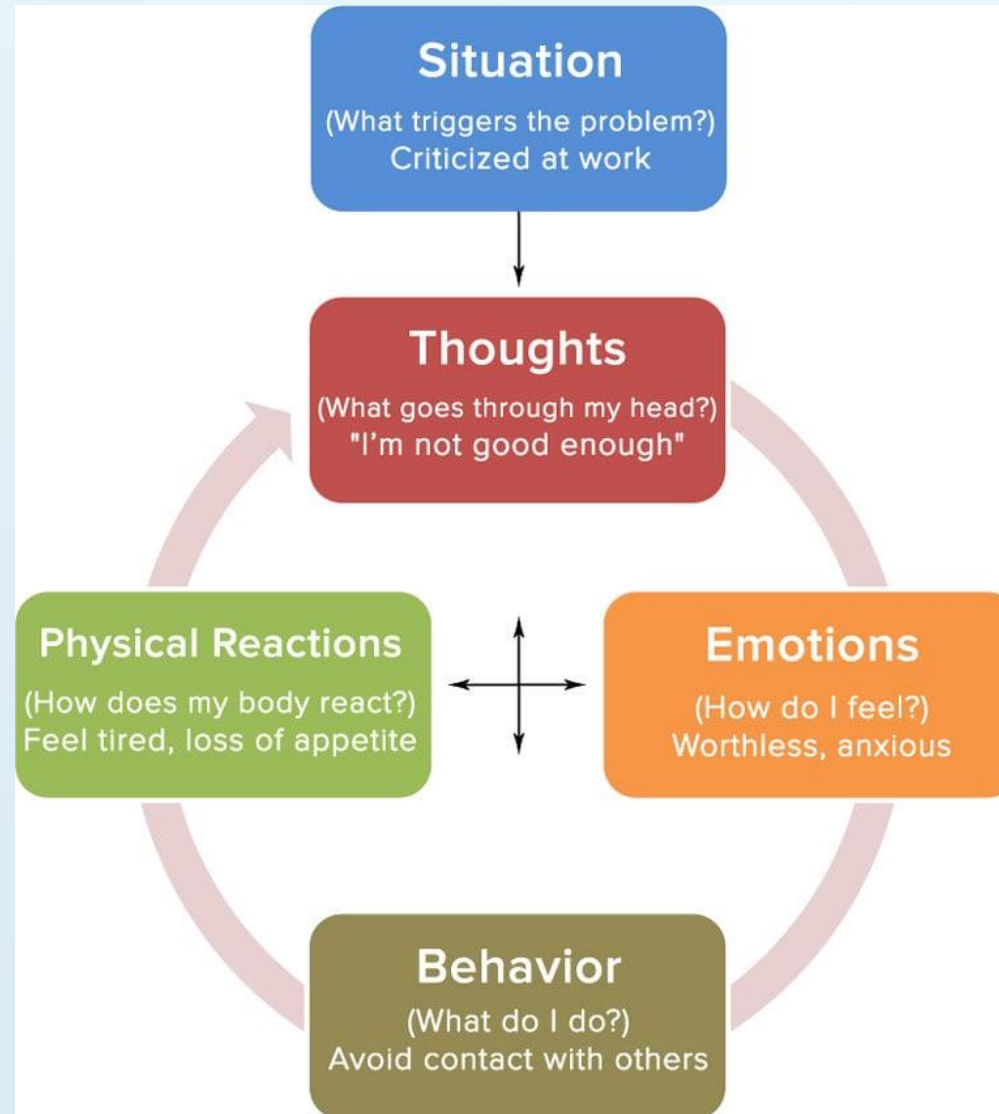 Situation
(What triggers the problem?)
Criticized at work
Thoughts
(What goes through my head?)
"I'm not good enough"
Physical Reactions
(How does my body react?)
Feel tired, loss of appetite
Emotions
(How do I feel?)
Worthless, anxious
Behavior
(What do I do?)
Avoid contact with others